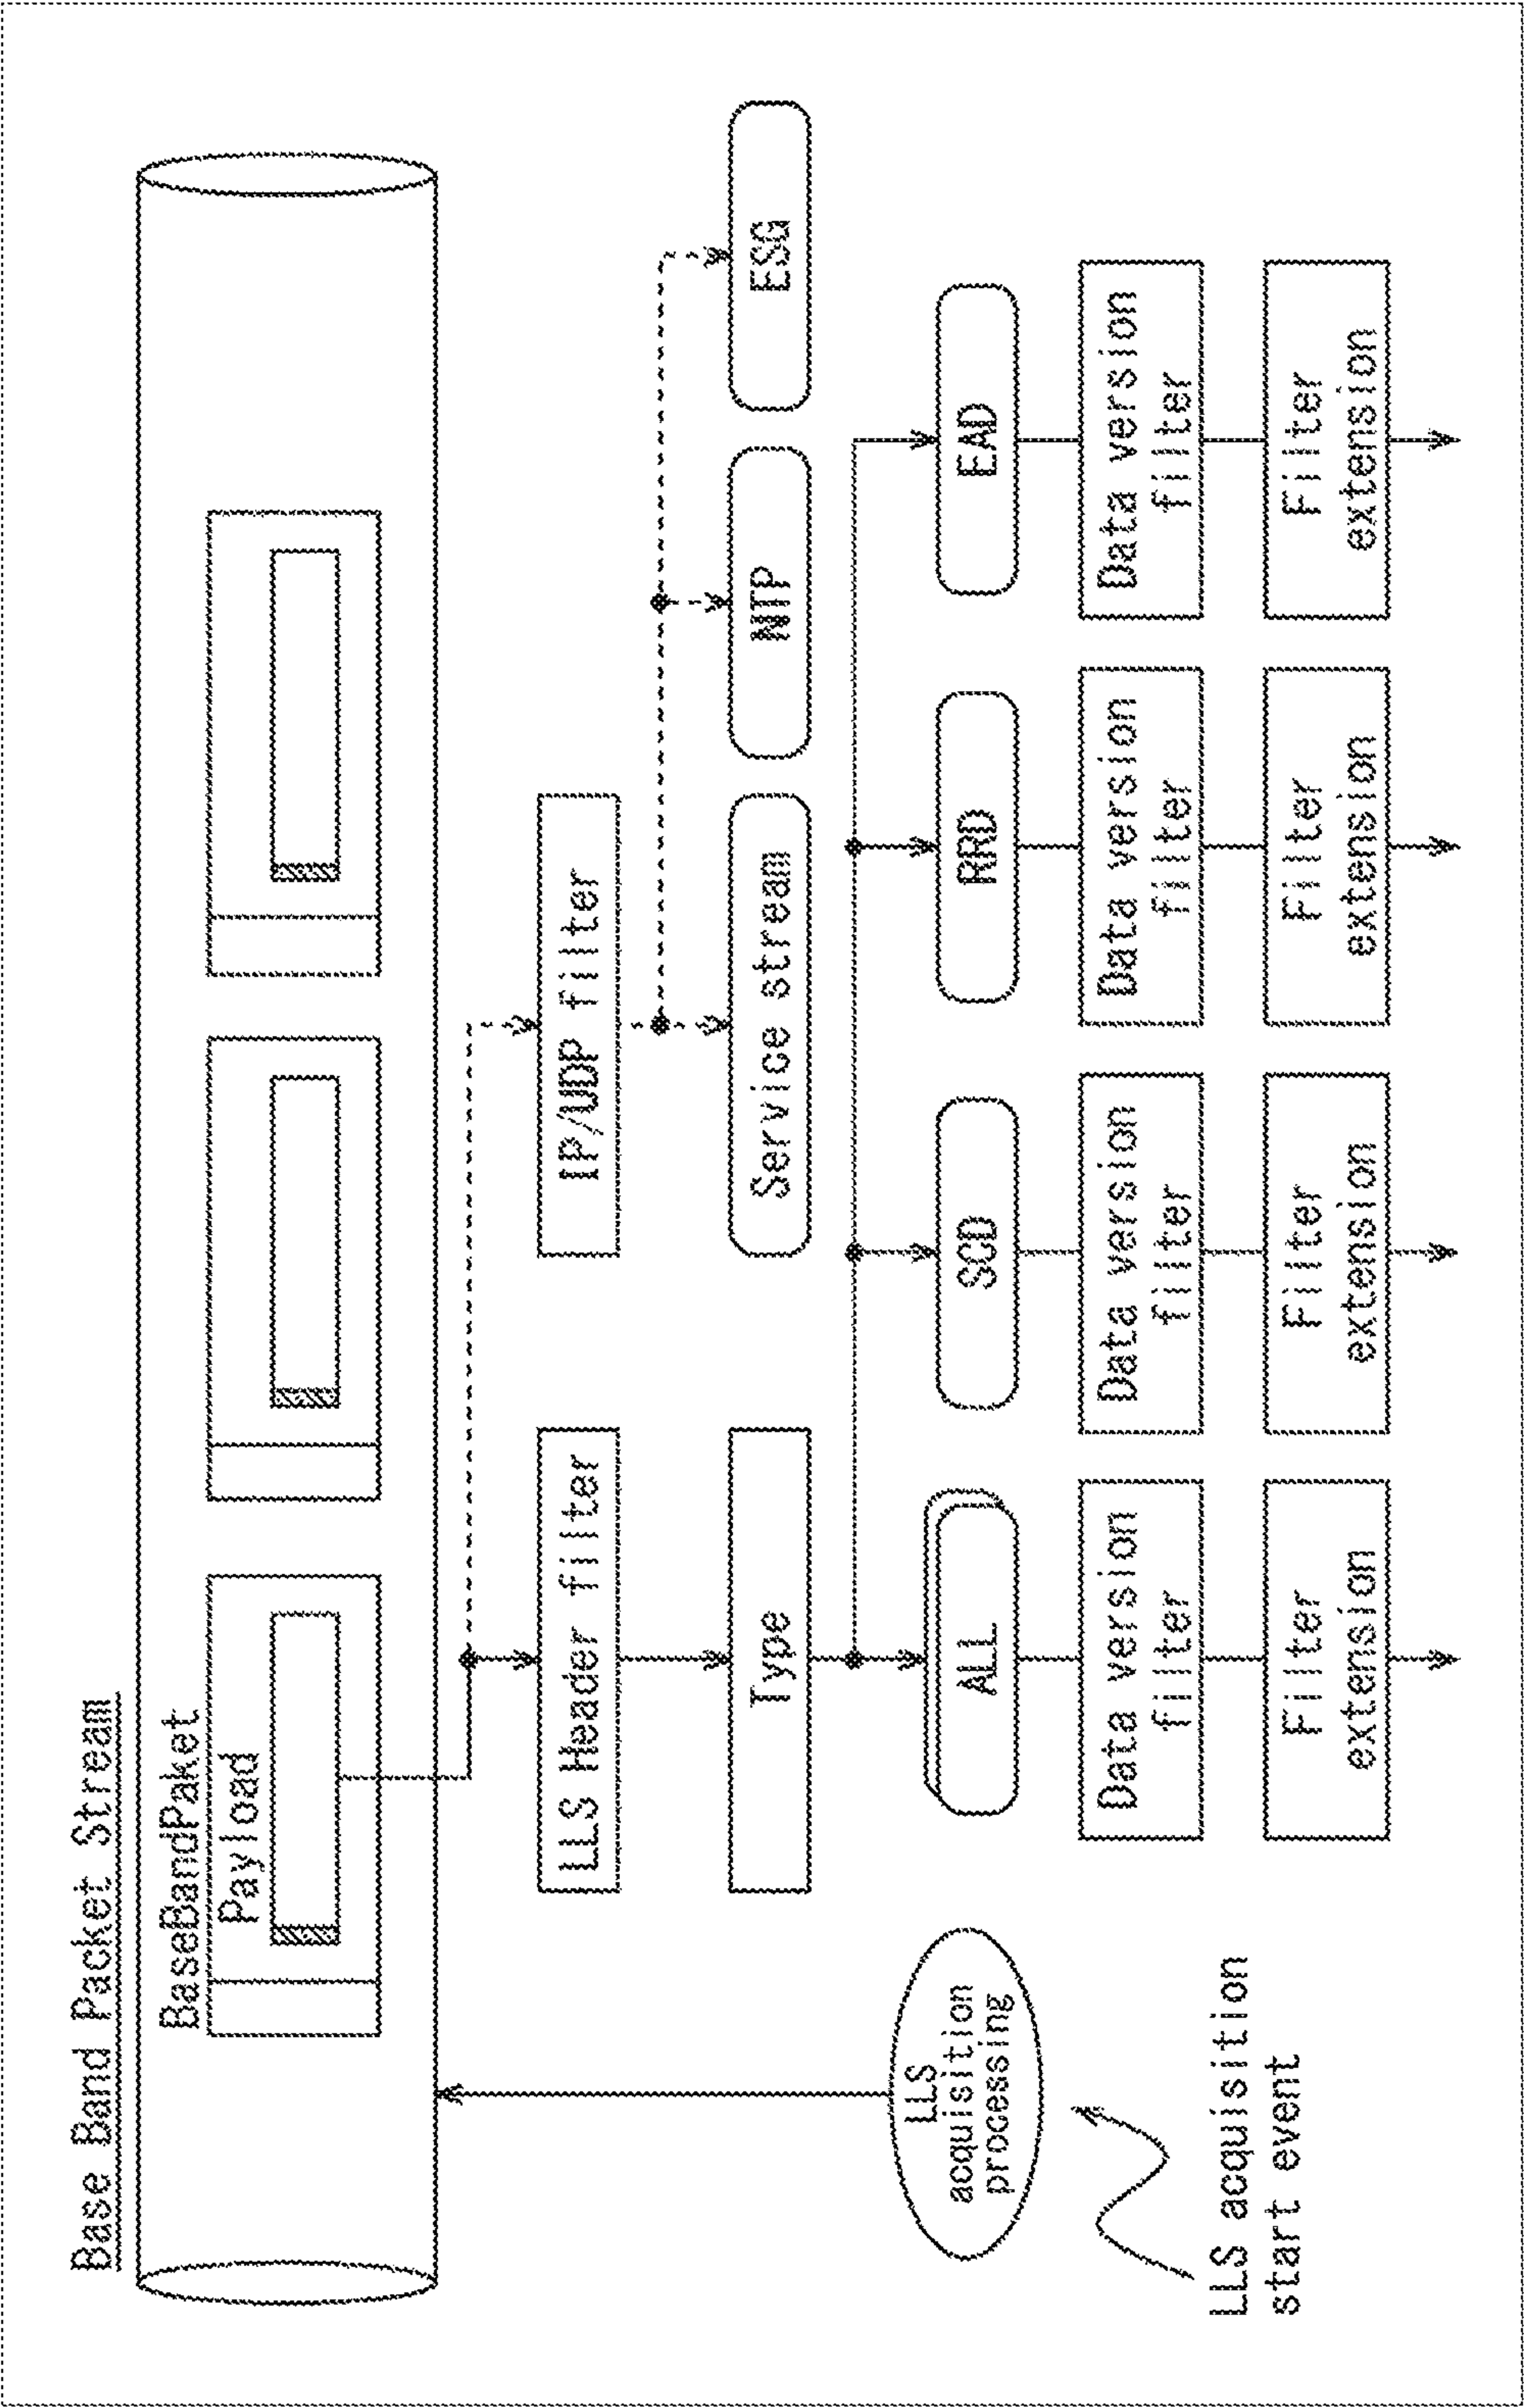 Base Band Packet Stream
BaseBandPaket
Payload
LLS Header filter
IP/UDP filter
Type
Service stream
NTP
ESG
LLS
acquisition
processing
ALL
SCD
RRD
EAD
Data version
filter
Data version
filter
Data version
filter
Data version
filter
LLS acquisition
start event
Filter
extension
Filter
extension
Filter
extension
Filter
extension